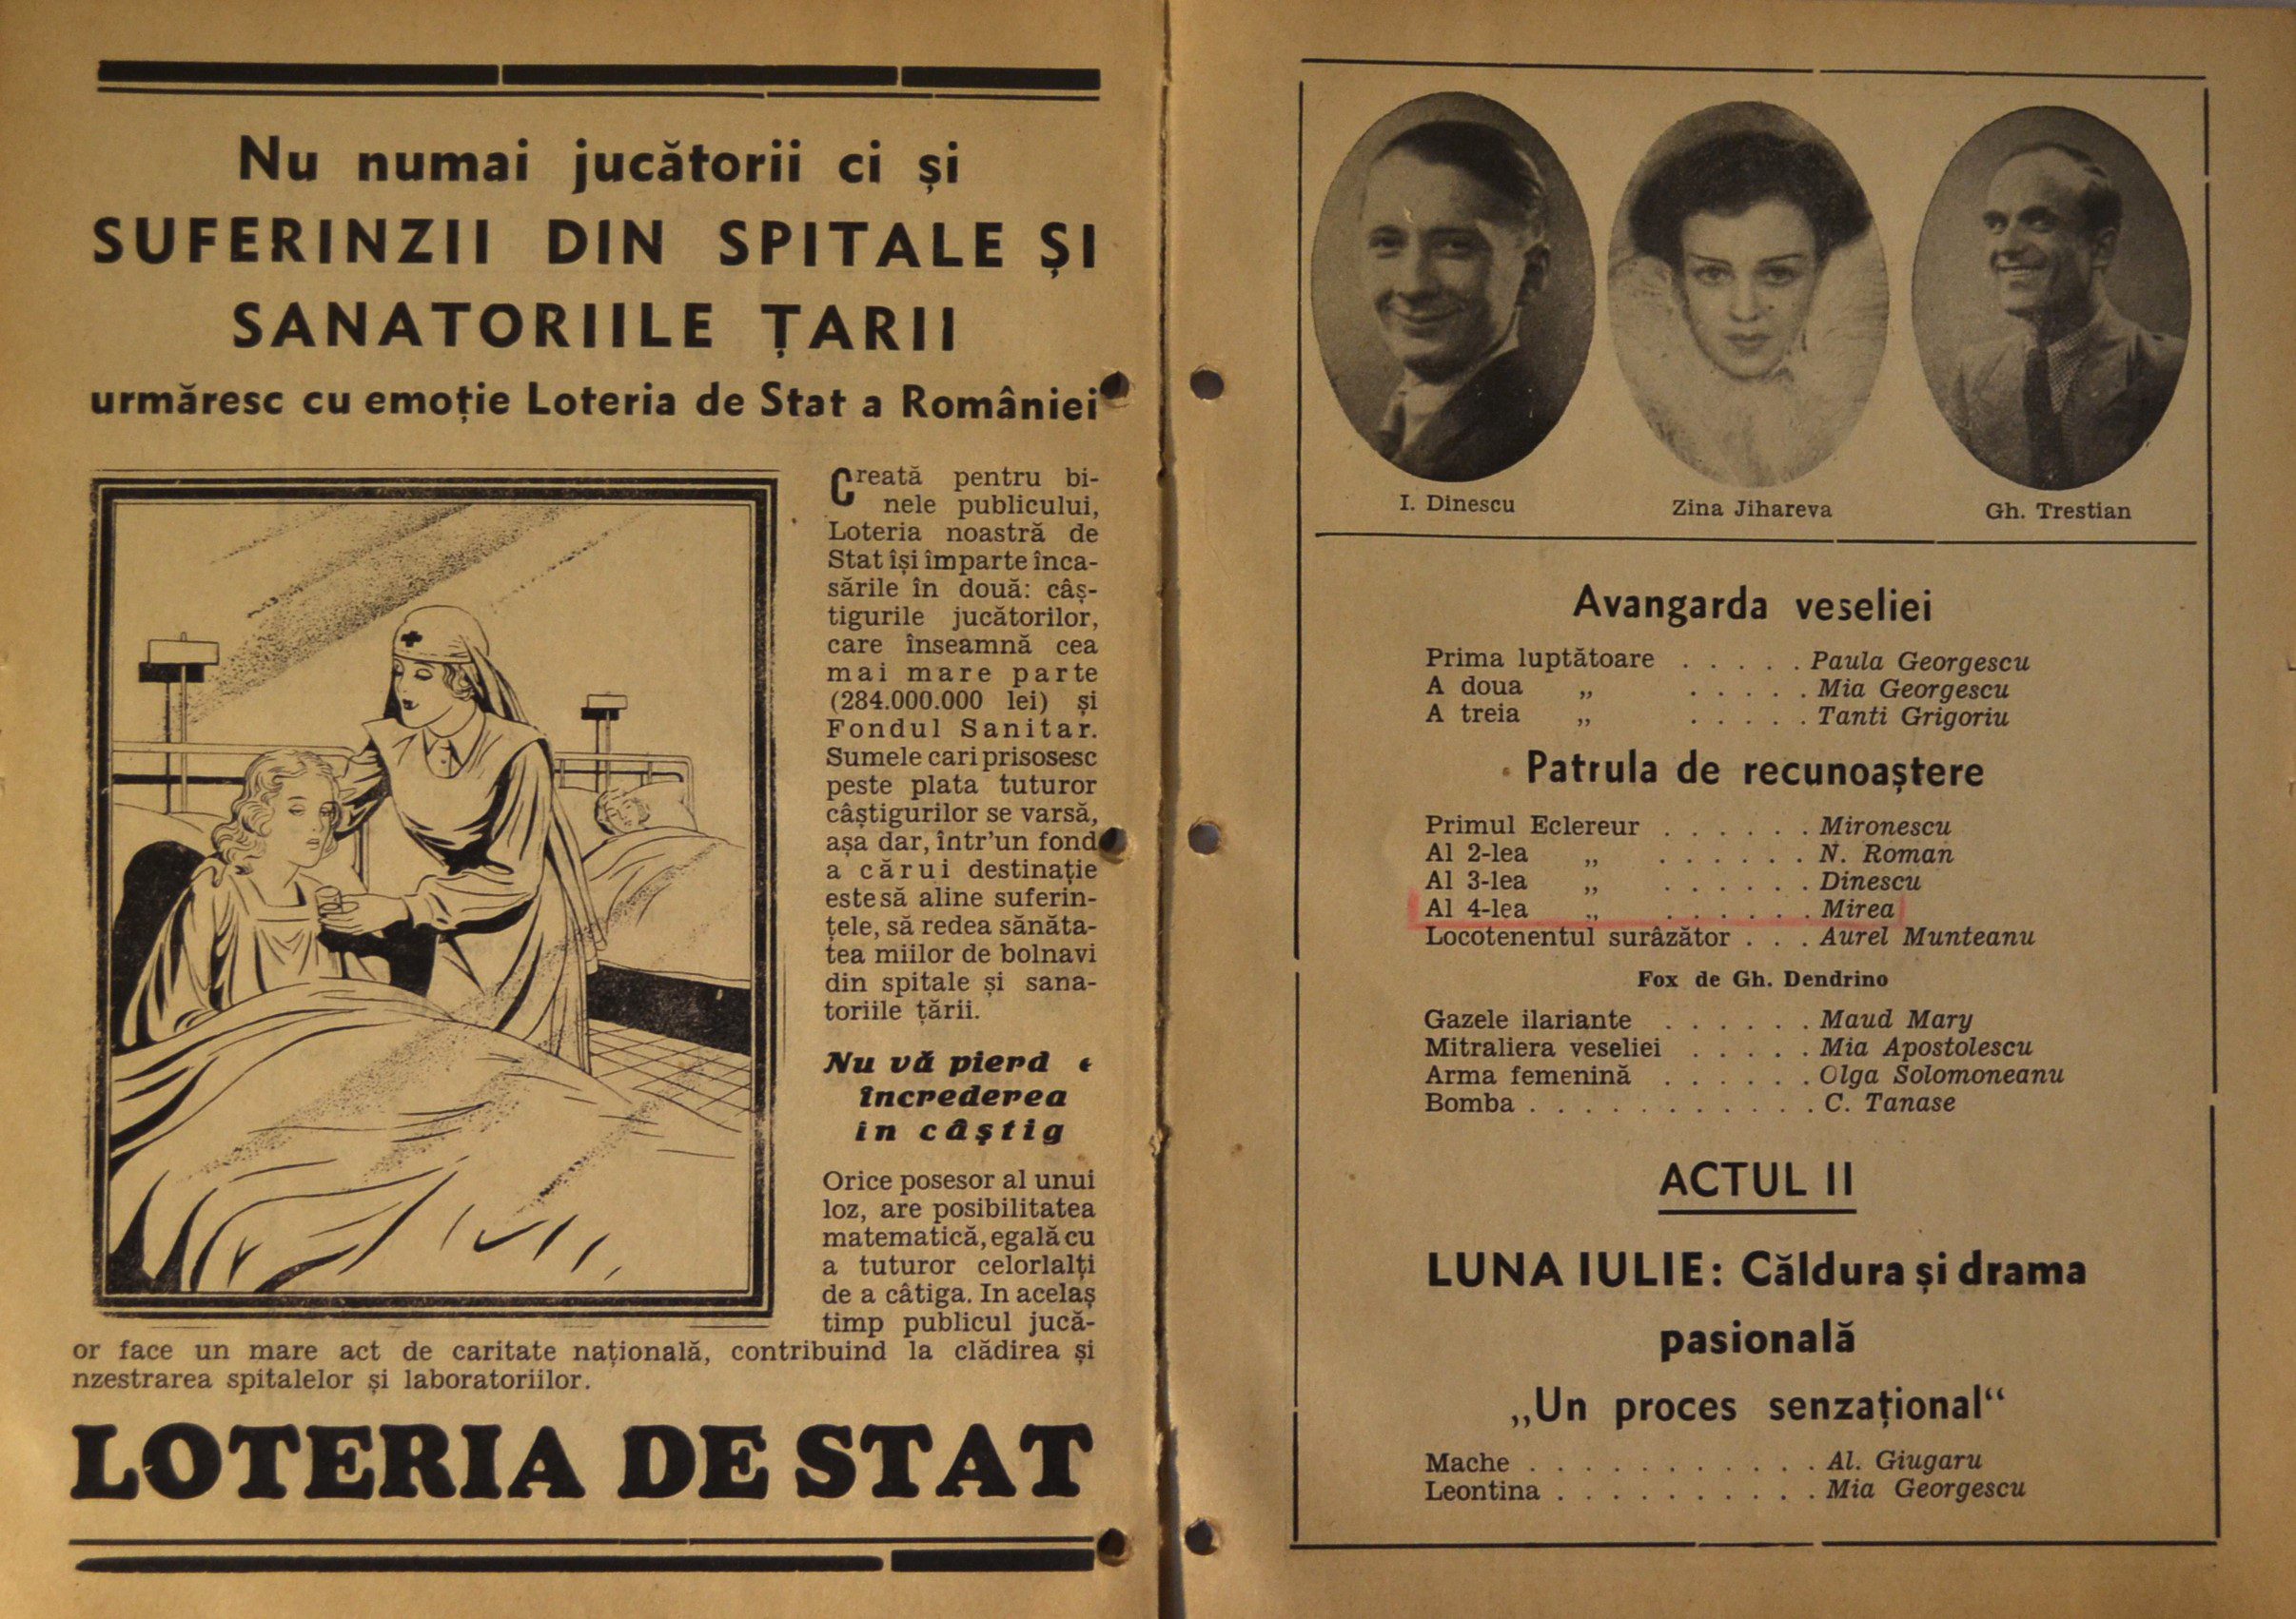 Nu numai jucătorii ci și
SUFERINZII DIN SPITALE ȘI
SANATORIILE ȚARII
urmăresc cu emoție Loteria de Stat a României
Creată pentru bi-
nele publicului,
Loteria noastră de
Stat își împarte înca-
sările în două: câș-
tigurile jucătorilor,
care înseamnă cea
mai mare parte
(284.000.000 lei) și
Fondul Sanitar.
Sumele cari prisosesc
peste plata tuturor
câștigurilor se varsă,
așa dar, într'un fond
a cărui destinație
este să aline suferin-
țele, să redea sănăta-
tea miilor de bolnavi
din spitale și sana-
toriile țării.
Nu vă pierd e
încrederea
in câștig
Orice posesor al unui
loz, are posibilitatea
matematică, egală cu
a tuturor celorlalți
de a câtiga. In acelaș
timp publicul jucă-
or face un mare act de caritate națională, contribuind la clădirea și
nzestrarea spitalelor și laboratoriilor.
LOTERIA DE STAT
I. Dinescu Zina Jihareva Gh. Trestian
Avangarda veseliei
Prima luptătoare . . . . . Paula Georgescu
A doua „ . . . . . Mia Georgescu
A treia „ . . . . . Tanti Grigoriu
Patrula de recunoaștere
Primul Eclereur . . . . . . Mironescu
Al 2-lea „ . . . . . . N. Roman
Al 3-lea „ . . . . . . Dinescu
Al 4-lea „ . . . . . . Mirea
Locotenentul surâzător . . . Aurel Munteanu
Fox de Gh. Dendrino
Gazele ilariante . . . . . . Maud Mary
Mitraliera veseliei . . . . . Mia Apostolescu
Arma femenină . . . . . . Olga Solomoneanu
Bomba . . . . . . . . . . . C. Tanase
ACTUL II
LUNA IULIE: Căldura și drama
pasională
„Un proces senzațional“
Mache . . . . . . . . . . . Al. Giugaru
Leontina . . . . . . . . . . Mia Georgescu